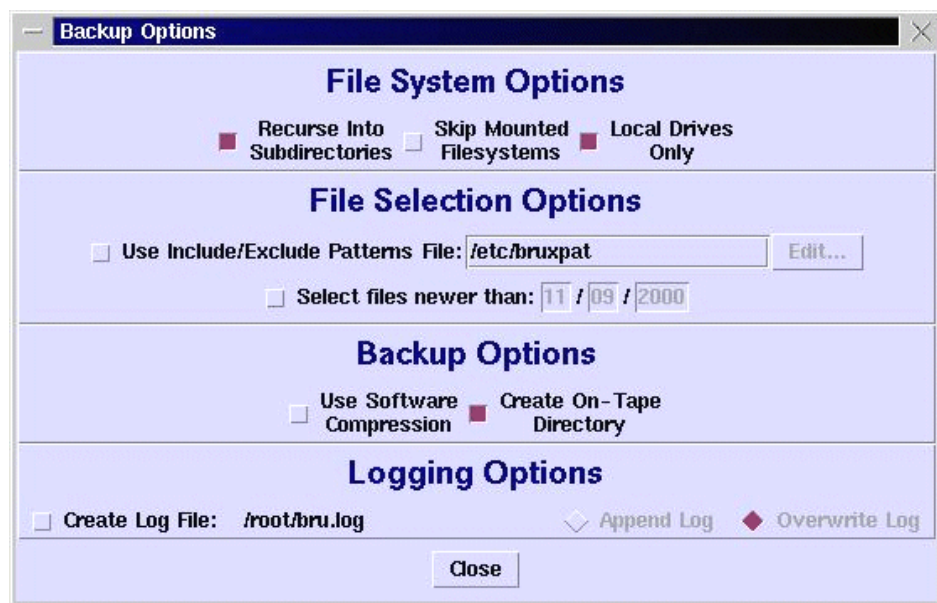 Backup Options
File System Options
Recurse Into Subdirectories Skip Mounted Filesystems Local Drives Only
File Selection Options
Use Include/Exclude Patterns File: /etc/bruxpat Edit...
Select files newer than: 11 / 09 / 2000
Backup Options
Use Software Compression Create On-Tape Directory
Logging Options
Create Log File: /root/bru.log Append Log Overwrite Log
Close